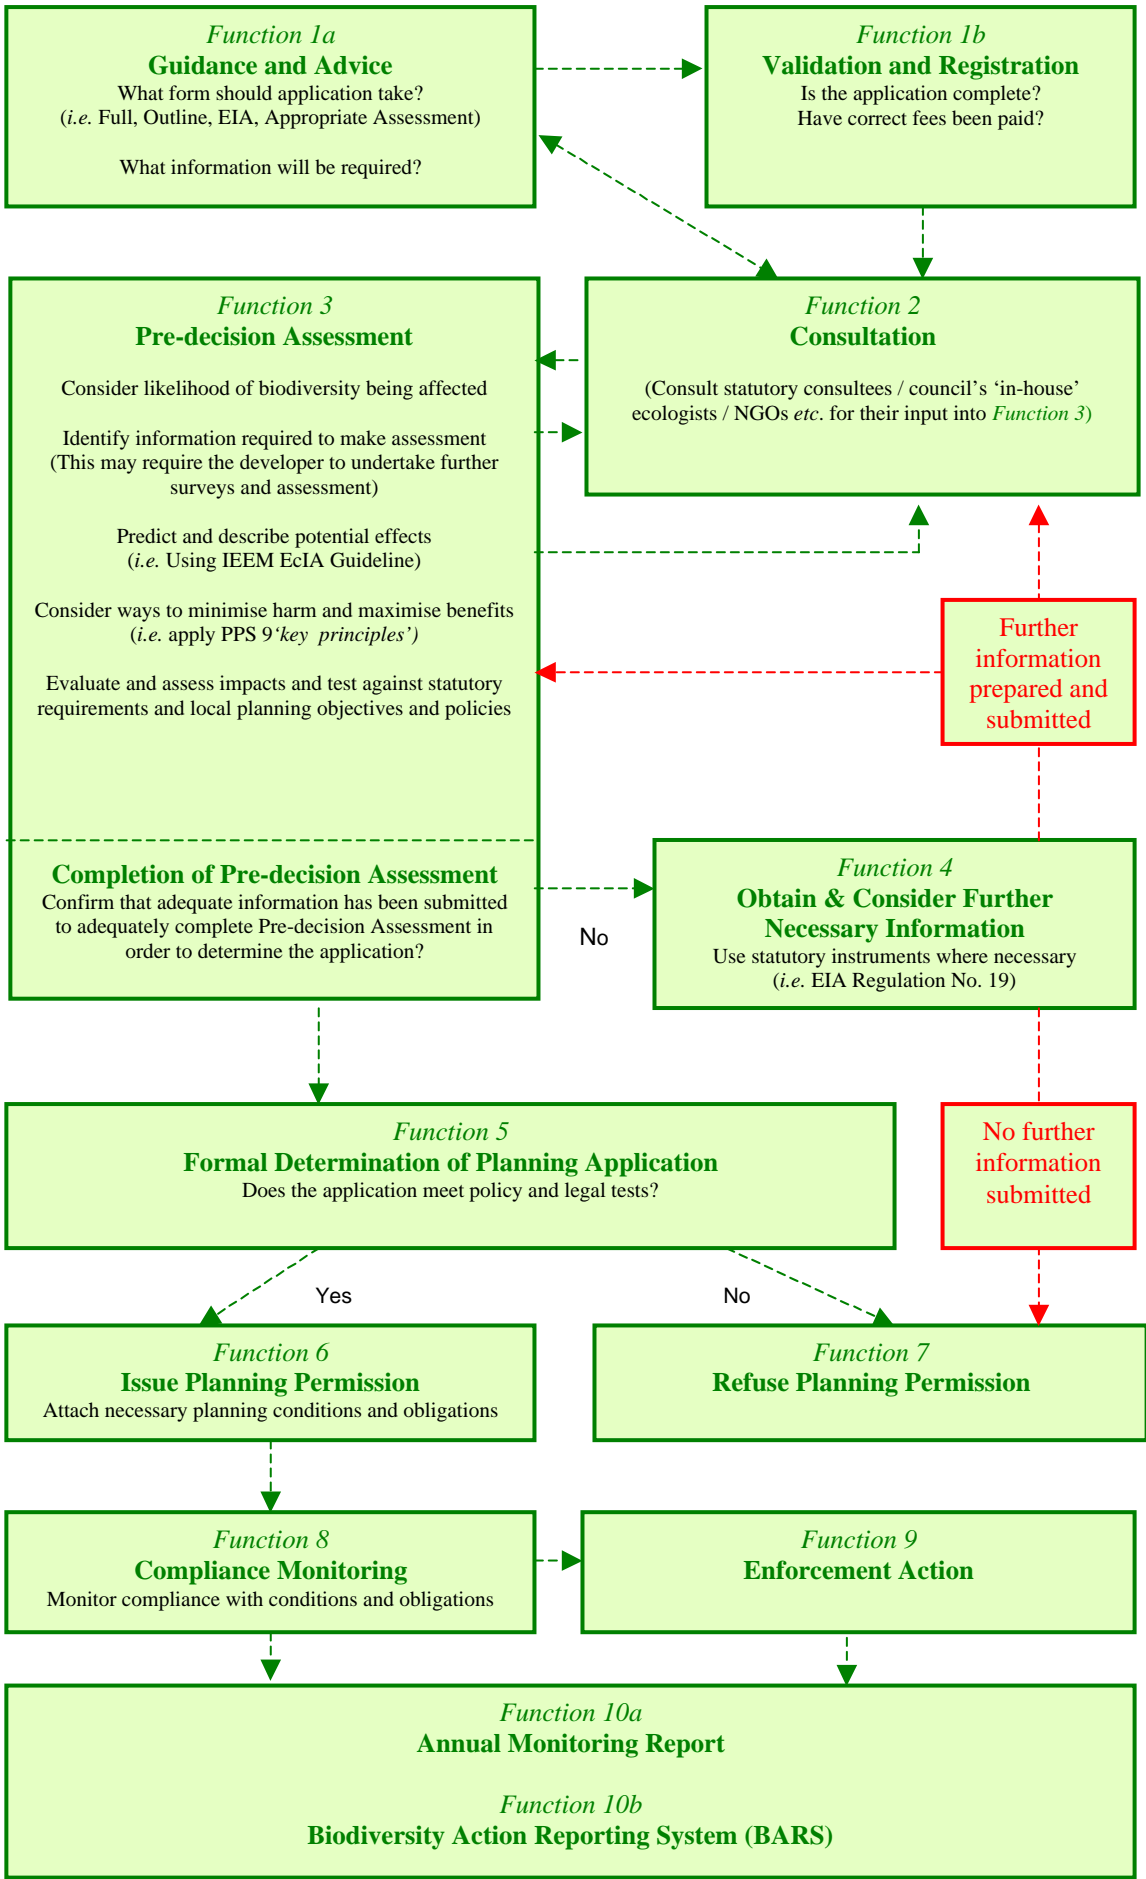 Function 1a
Guidance and Advice
What form should application take?
(i.e. Full, Outline, EIA, Appropriate Assessment)
What information will be required?
Function 1b
Validation and Registration
Is the application complete?
Have correct fees been paid?
Function 3
Pre-decision Assessment
Consider likelihood of biodiversity being affected
Identify information required to make assessment
(This may require the developer to undertake further
surveys and assessment)
Predict and describe potential effects
(i.e. Using IEEM EcIA Guideline)
Consider ways to minimise harm and maximise benefits
(i.e. apply PPS 9‘key principles’)
Evaluate and assess impacts and test against statutory
requirements and local planning objectives and policies
Function 2
Consultation
(Consult statutory consultees / council’s ‘in-house’
ecologists / NGOs etc. for their input into Function 3)
Further
information
prepared and
submitted
Completion of Pre-decision Assessment
Confirm that adequate information has been submitted
to adequately complete Pre-decision Assessment in
order to determine the application?
No
Function 4
Obtain & Consider Further
Necessary Information
Use statutory instruments where necessary
(i.e. EIA Regulation No. 19)
Function 5
Formal Determination of Planning Application
Does the application meet policy and legal tests?
No further
information
submitted
Yes
No
Function 6
Issue Planning Permission
Attach necessary planning conditions and obligations
Function 7
Refuse Planning Permission
Function 8
Compliance Monitoring
Monitor compliance with conditions and obligations
Function 9
Enforcement Action
Function 10a
Annual Monitoring Report
Function 10b
Biodiversity Action Reporting System (BARS)